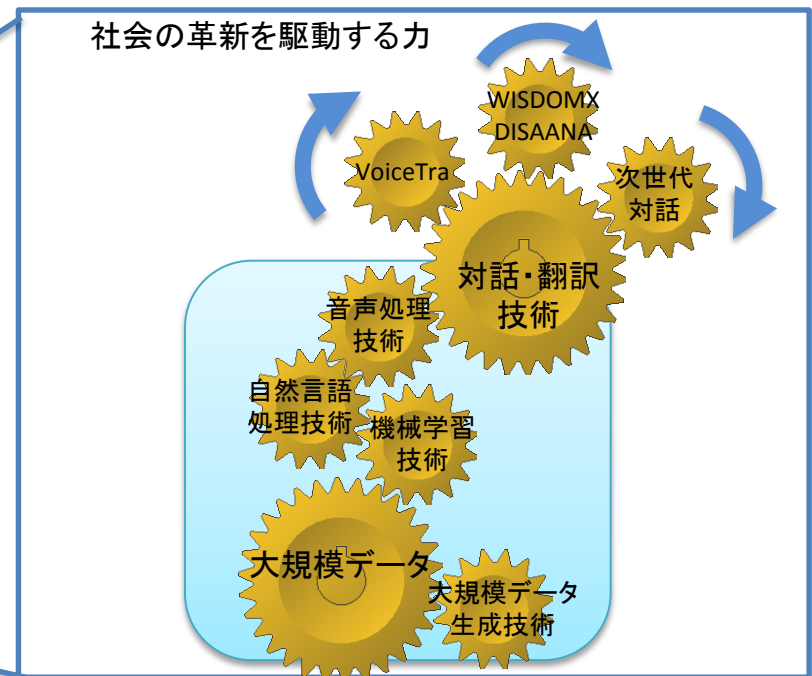 社会の革新を駆動する力
WISDOMX
DISAANA
VoiceTra
次世代
対話
対話・翻訳
技術
音声処理
技術
自然言語
処理技術
機械学習
技術
大規模データ
大規模データ
生成技術